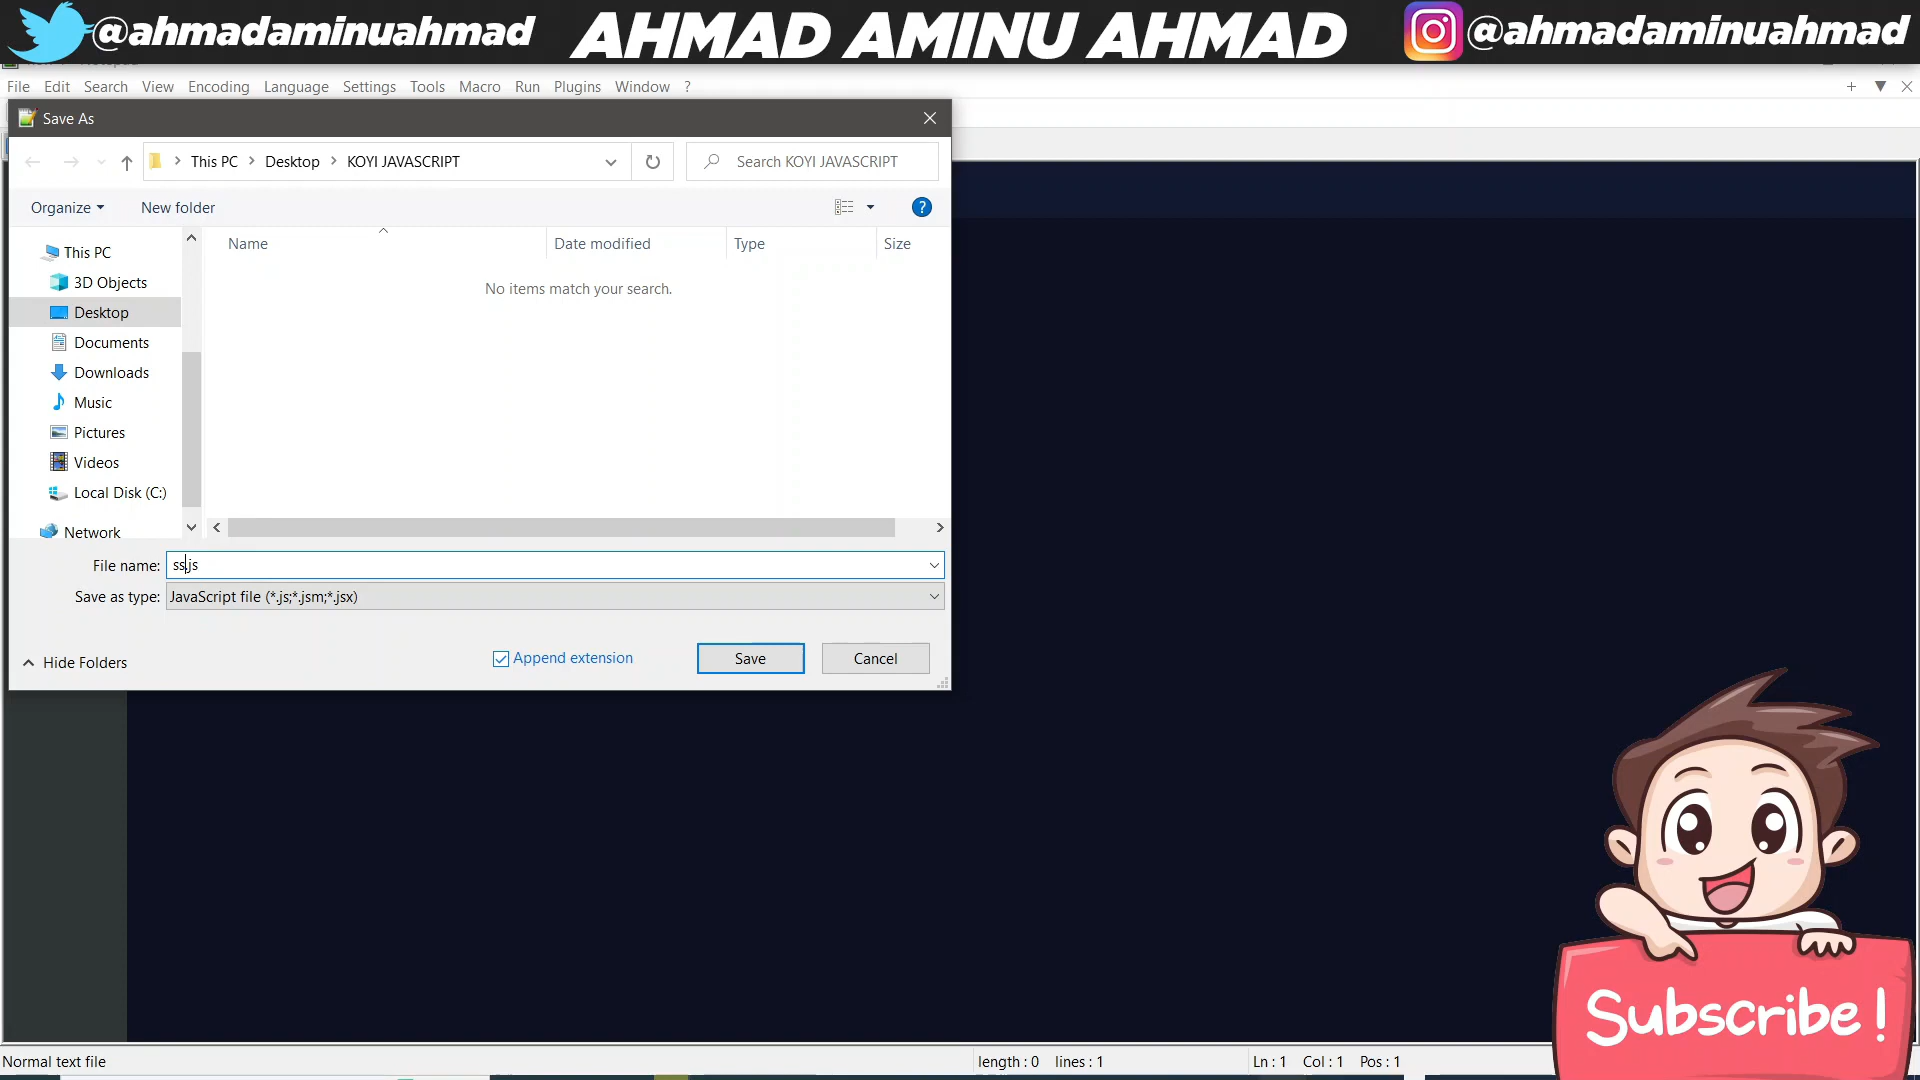 @ahmadaminuahmad
AHMAD AMINU AHMAD
@ahmadaminuahmad
File Edit Search View Encoding Language Settings Tools Macro Run Plugins Window ?
Save As
This PC > Desktop > KOYI JAVASCRIPT
Search KOYI JAVASCRIPT
Organize
New folder
Name
Date modified
Type
Size
No items match your search.
This PC
3D Objects
Desktop
Documents
Downloads
Music
Pictures
Videos
Local Disk (C:)
Network
File name: ss.js
Save as type: JavaScript file (*.js;*.jsm;*.jsx)
Hide Folders
Append extension
Save
Cancel
Subscribe!
Normal text file
length : 0 lines : 1
Ln : 1 Col : 1 Pos : 1